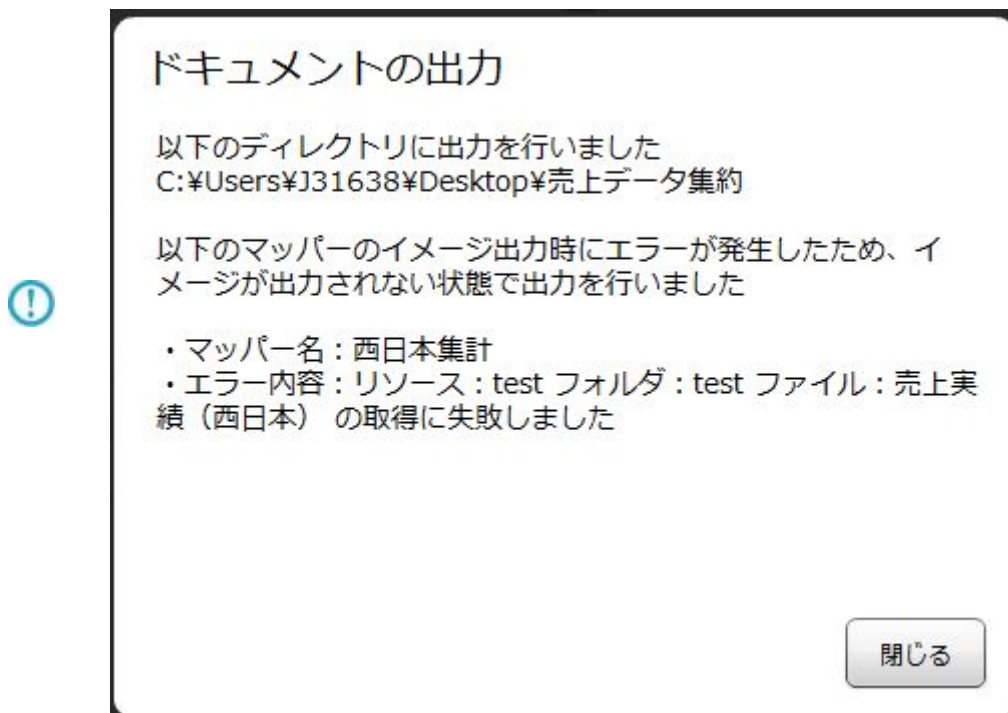 ドキュメントの出力
以下のディレクトリに出力を行いました
C:¥Users¥J31638¥Desktop¥売上データ集約
以下のマッパーのイメージ出力時にエラーが発生したため、イ
メージが出力されない状態で出力を行いました
・マッパー名：西日本集計
・エラー内容：リソース：test フォルダ：test ファイル：売上実
績（西日本） の取得に失敗しました
閉じる